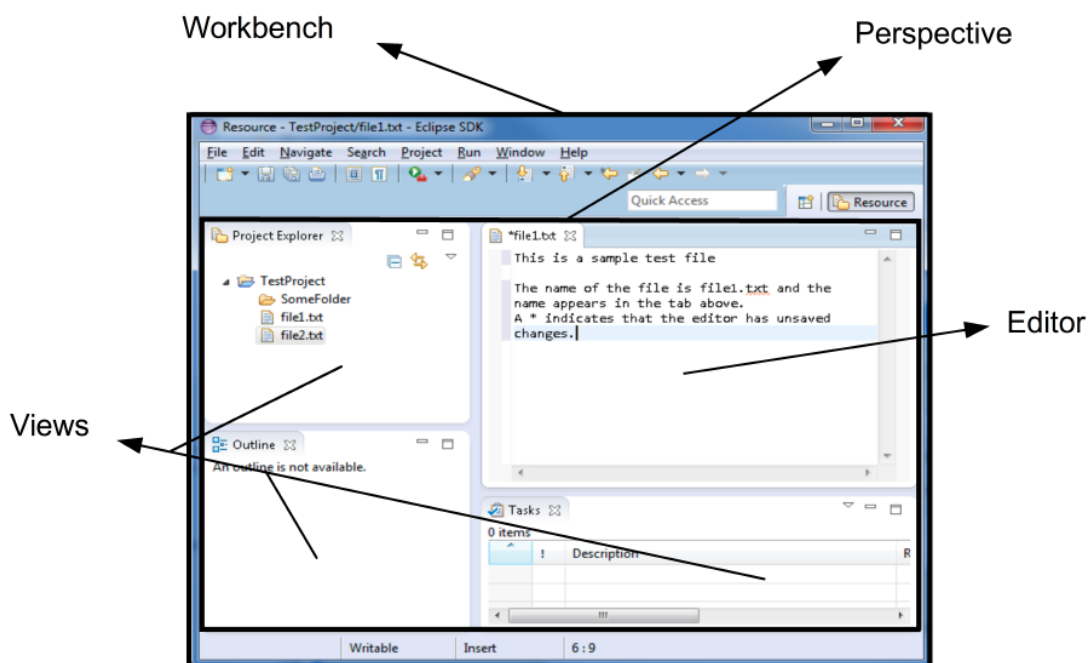 Workbench
Perspective
Resource - TestProject/file1.txt - Eclipse SDK
File Edit Navigate Search Project Run Window Help
Quick Access
Resource
Project Explorer
TestProject
SomeFolder
file1.txt
file2.txt
*file1.txt
This is a sample test file
The name of the file is file1.txt and the
name appears in the tab above.
A * indicates that the editor has unsaved
changes.
Editor
Views
Outline
An outline is not available.
Tasks
0 items
! Description R
Writable Insert 6 : 9